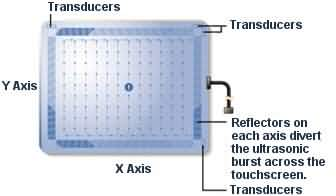 Transducers
Transducers
Y Axis
Reflectors on
each axis divert
the ultrasonic
burst across the
touchscreen.
X Axis
Transducers